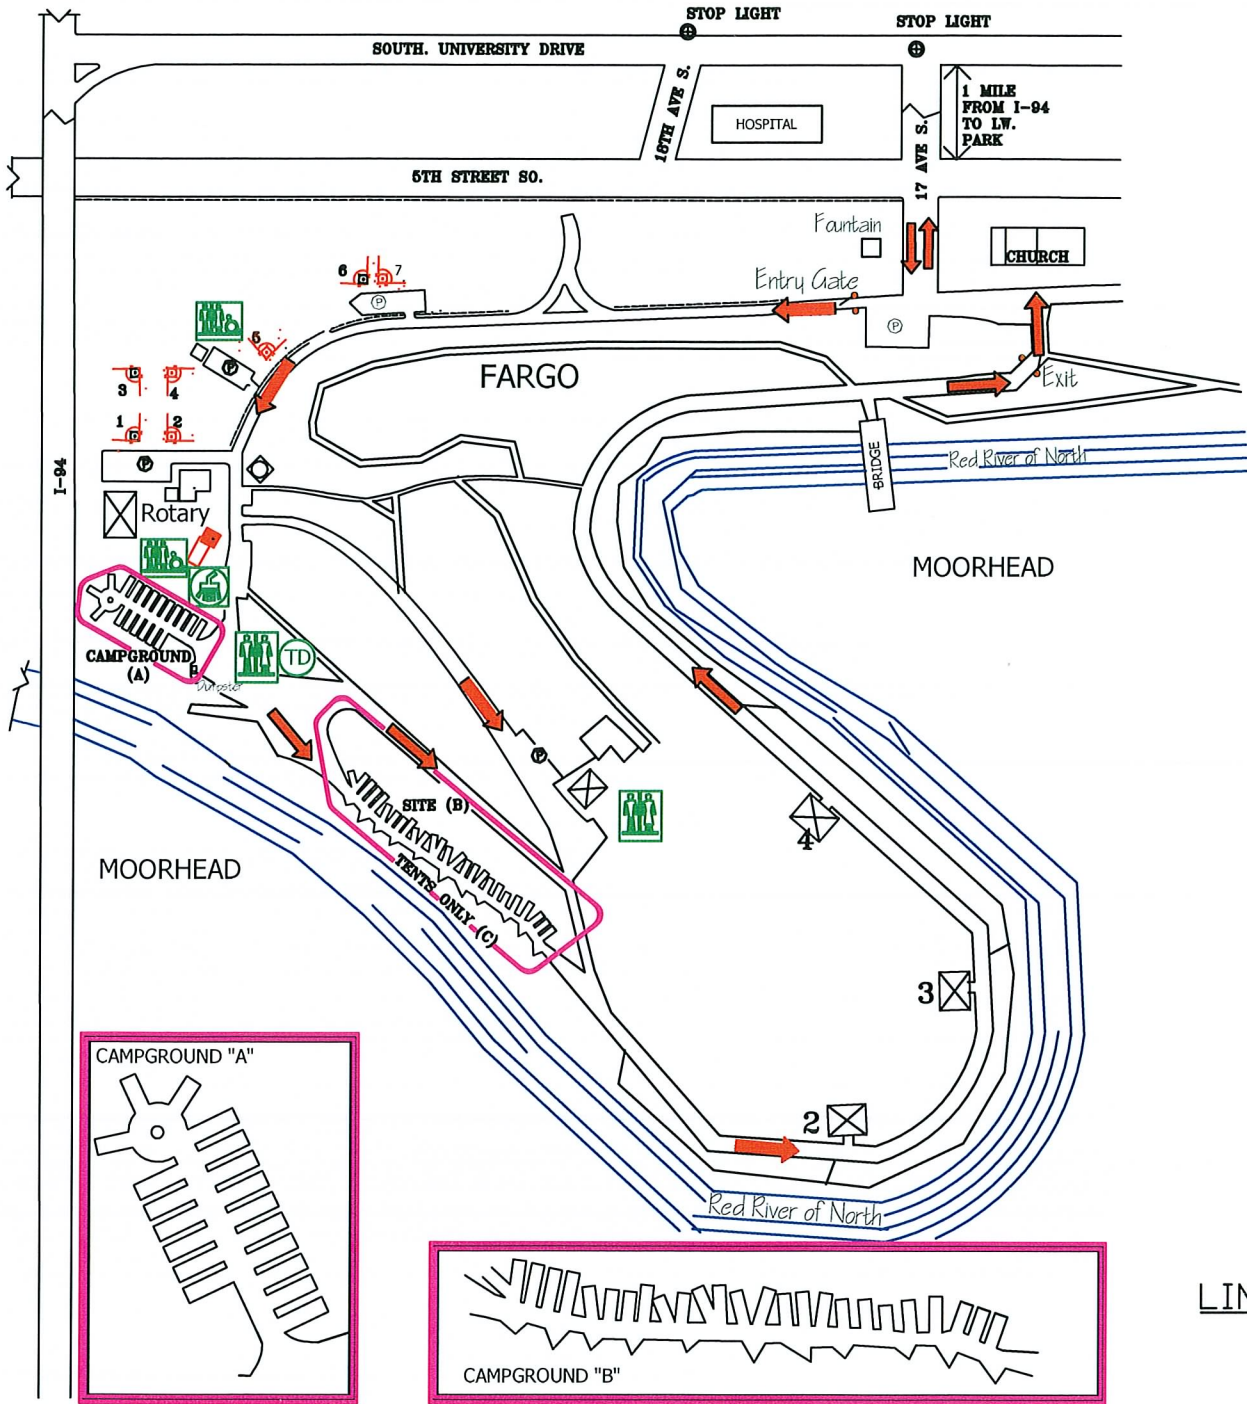 STOP LIGHT
STOP LIGHT
SOUTH. UNIVERSITY DRIVE
18TH AVE S.
HOSPITAL
17 AVE S.
1 MILE
FROM I-94
TO LW.
PARK
5TH STREET SO.
Fountain
CHURCH
Entry Gate
6
7
P
P
5
P
3
4
1
2
P
FARGO
Exit
I-94
BRIDGE
Red River of North
Rotary
MOORHEAD
CAMPGROUND
(A)
TD
Dumpster
P
SITE (B)
TENTS ONLY (C)
4
MOORHEAD
3
2
Red River of North
CAMPGROUND "A"
CAMPGROUND "B"
LIN